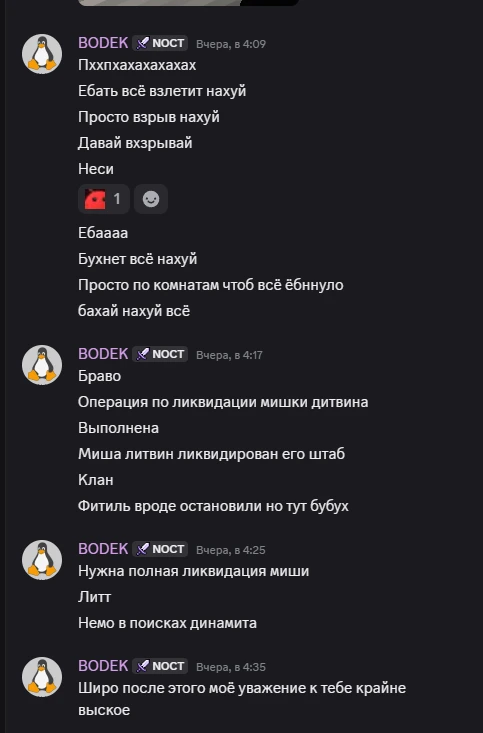 BODEK NOCT Вчера, в 4:09
Пххпхахахахахах
Ебать всё взлетит нахуй
Просто взрыв нахуй
Давай вхзрывай
Неси
1
Ебаааа
Бухнет всё нахуй
Просто по комнатам чтоб всё ёбннуло
бахай нахуй всё
BODEK NOCT Вчера, в 4:17
Браво
Операция по ликвидации мишки дитвина
Выполнена
Миша литвин ликвидирован его штаб
Клан
Фитиль вроде остановили но тут бубух
BODEK NOCT Вчера, в 4:25
Нужна полная ликвидация миши
Литт
Немо в поисках динамита
BODEK NOCT Вчера, в 4:35
Широ после этого моё уважение к тебе крайне
выское